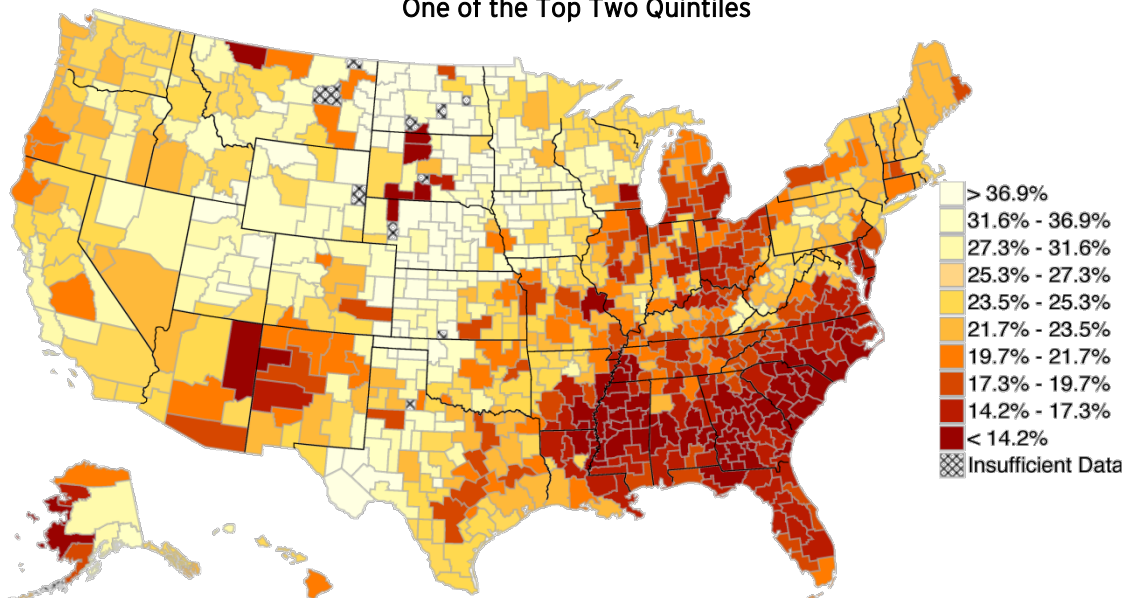 One of the Top Two Quintiles
> 36.9%
31.6% - 36.9%
27.3% - 31.6%
25.3% - 27.3%
23.5% - 25.3%
21.7% - 23.5%
19.7% - 21.7%
17.3% - 19.7%
14.2% - 17.3%
< 14.2%
Insufficient Data